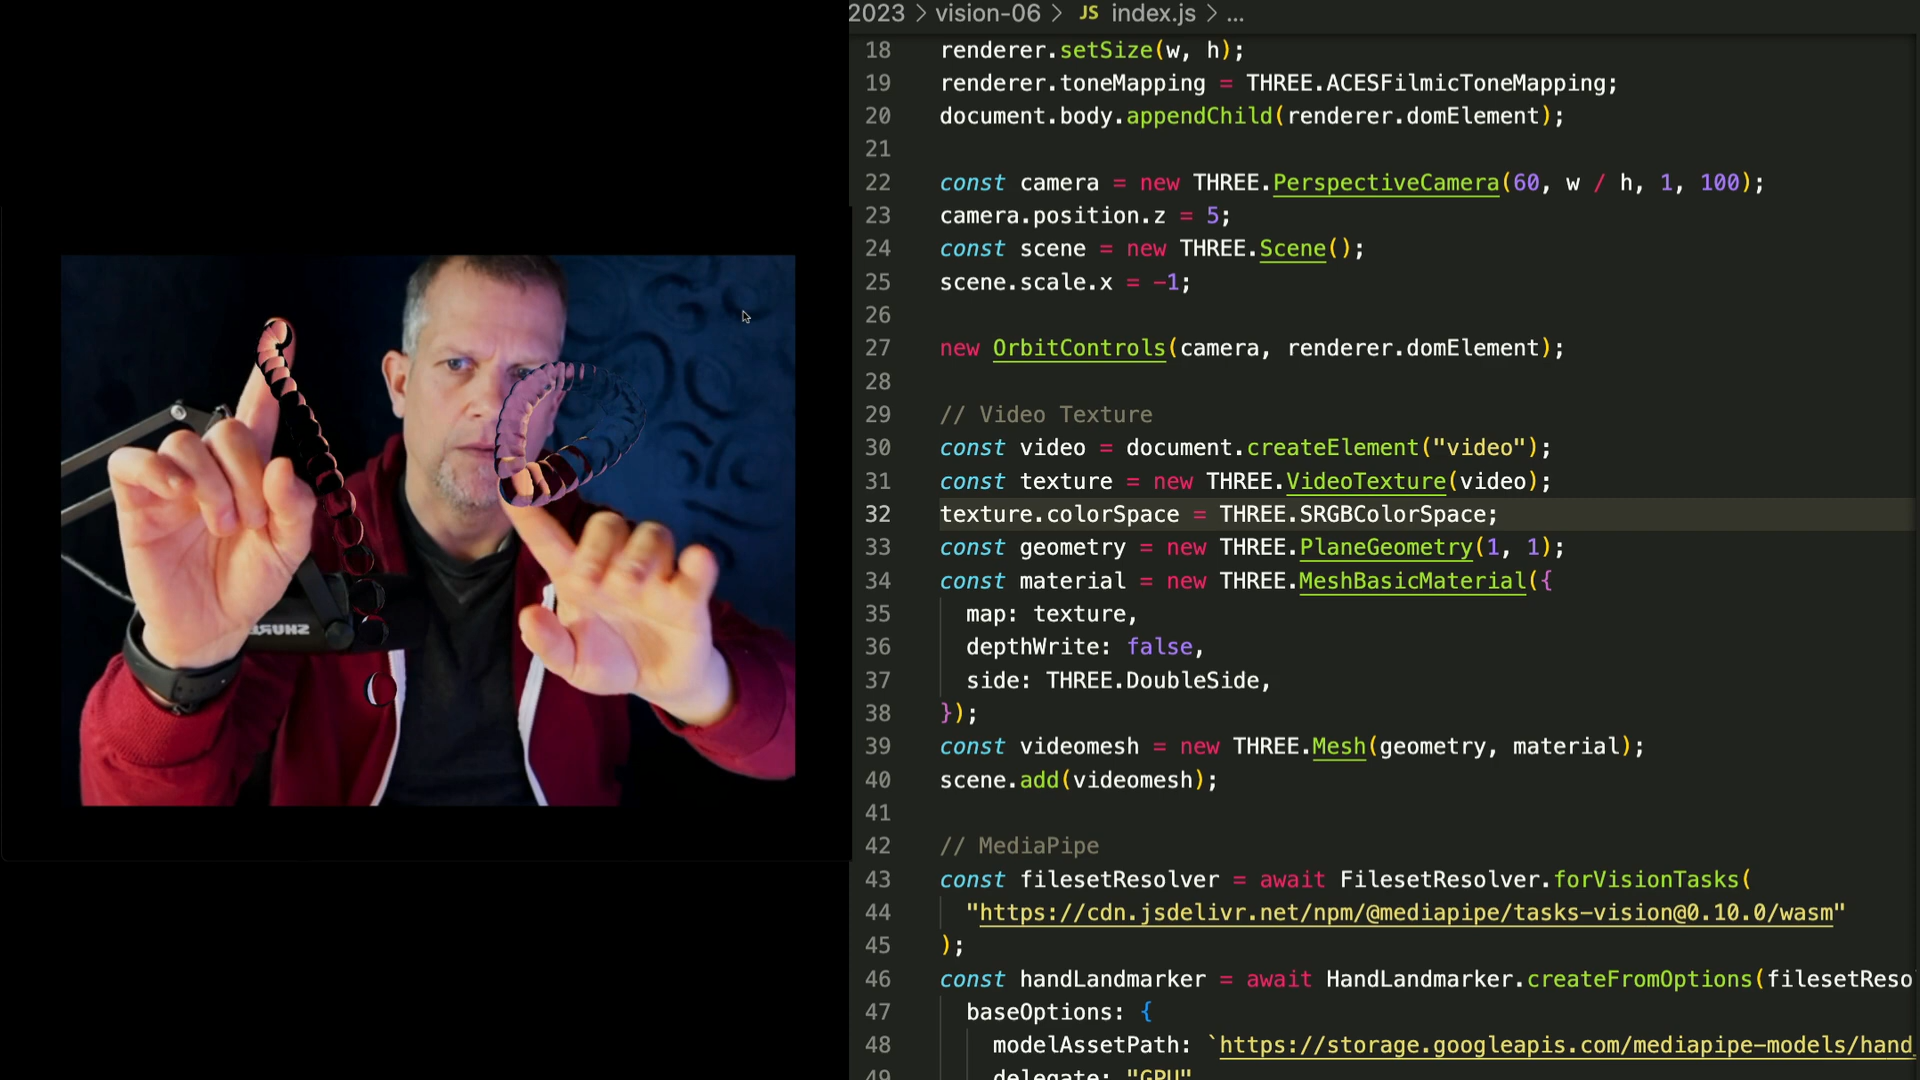 2023 > vision-06 > JS index.js > ...
18 renderer.setSize(w, h);
19 renderer.toneMapping = THREE.ACESFilmicToneMapping;
20 document.body.appendChild(renderer.domElement);
21
22 const camera = new THREE.PerspectiveCamera(60, w / h, 1, 100);
23 camera.position.z = 5;
24 const scene = new THREE.Scene();
25 scene.scale.x = -1;
26
27 new OrbitControls(camera, renderer.domElement);
28
29 // Video Texture
30 const video = document.createElement("video");
31 const texture = new THREE.VideoTexture(video);
32 texture.colorSpace = THREE.SRGBColorSpace;
33 const geometry = new THREE.PlaneGeometry(1, 1);
34 const material = new THREE.MeshBasicMaterial({
35 map: texture,
36 depthWrite: false,
37 side: THREE.DoubleSide,
38 });
39 const videomesh = new THREE.Mesh(geometry, material);
40 scene.add(videomesh);
41
42 // MediaPipe
43 const filesetResolver = await FilesetResolver.forVisionTasks(
44 "https://cdn.jsdelivr.net/npm/@mediapipe/tasks-vision@0.10.0/wasm"
45 );
46 const handLandmarker = await HandLandmarker.createFromOptions(filesetReso
47 baseOptions: {
48 modelAssetPath: `https://storage.googleapis.com/mediapipe-models/hand_
49 delegate: "GPU"
SHURE